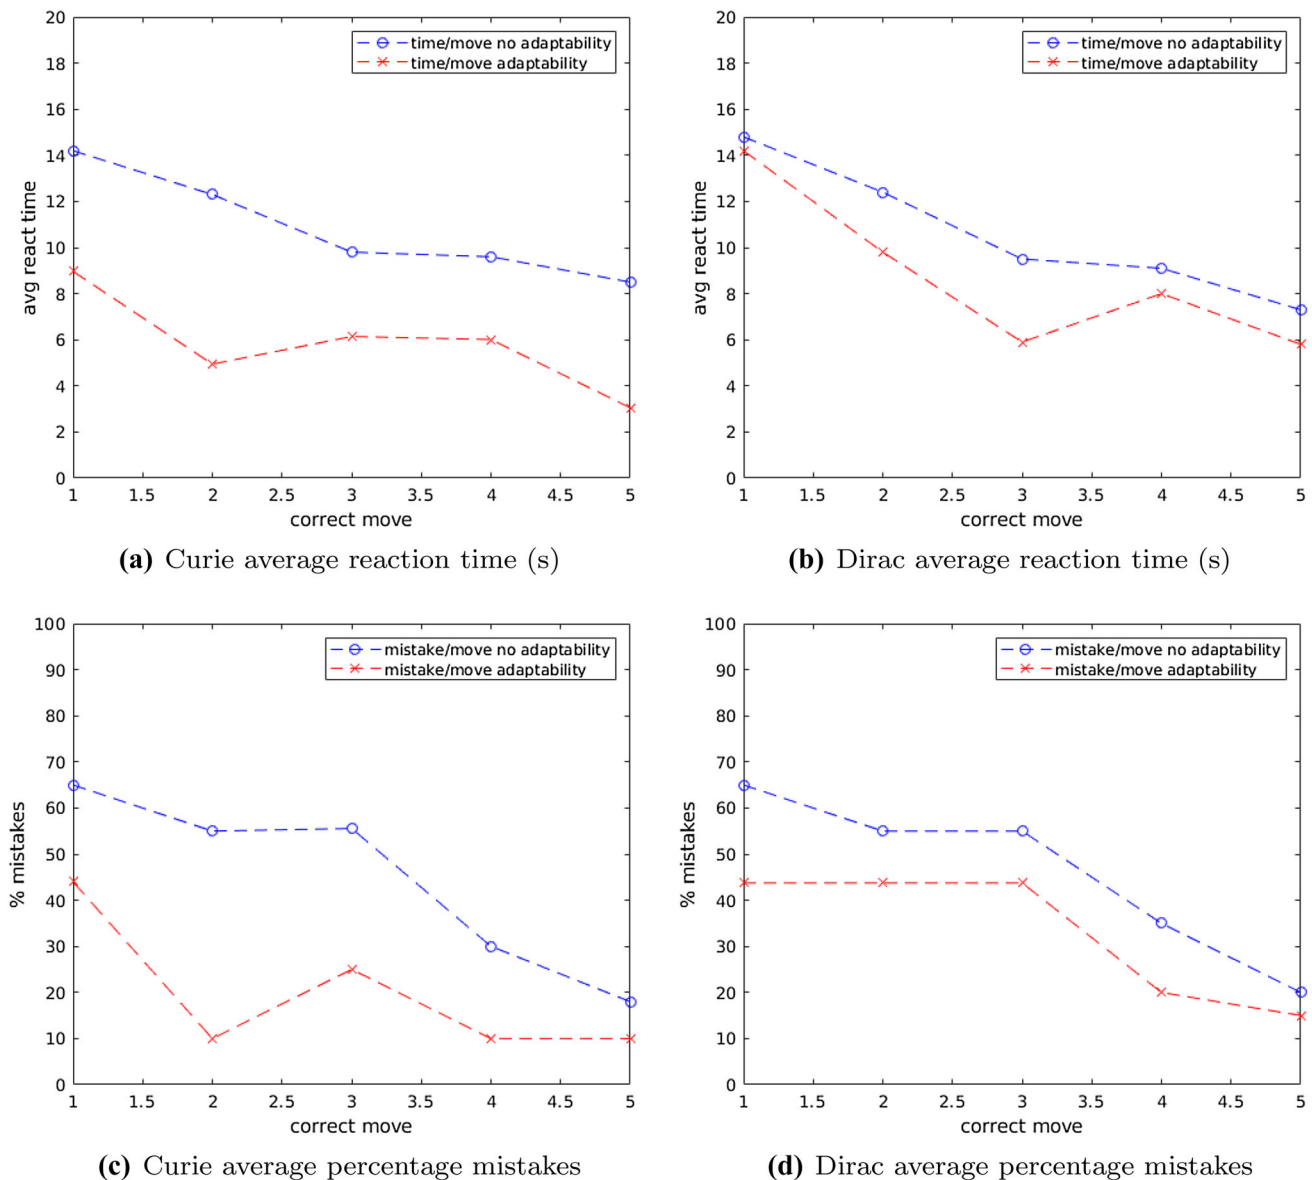 20
18
16
14
12
10
8
6
4
2
0
avg react time
time/move no adaptability
time/move adaptability
1 1.5 2 2.5 3 3.5 4 4.5 5
correct move
(a) Curie average reaction time (s)
20
18
16
14
12
10
8
6
4
2
0
avg react time
time/move no adaptability
time/move adaptability
1 1.5 2 2.5 3 3.5 4 4.5 5
correct move
(b) Dirac average reaction time (s)
100
90
80
70
60
50
40
30
20
10
0
% mistakes
mistake/move no adaptability
mistake/move adaptability
1 1.5 2 2.5 3 3.5 4 4.5 5
correct move
(c) Curie average percentage mistakes
100
90
80
70
60
50
40
30
20
10
0
% mistakes
mistake/move no adaptability
mistake/move adaptability
1 1.5 2 2.5 3 3.5 4 4.5 5
correct move
(d) Dirac average percentage mistakes